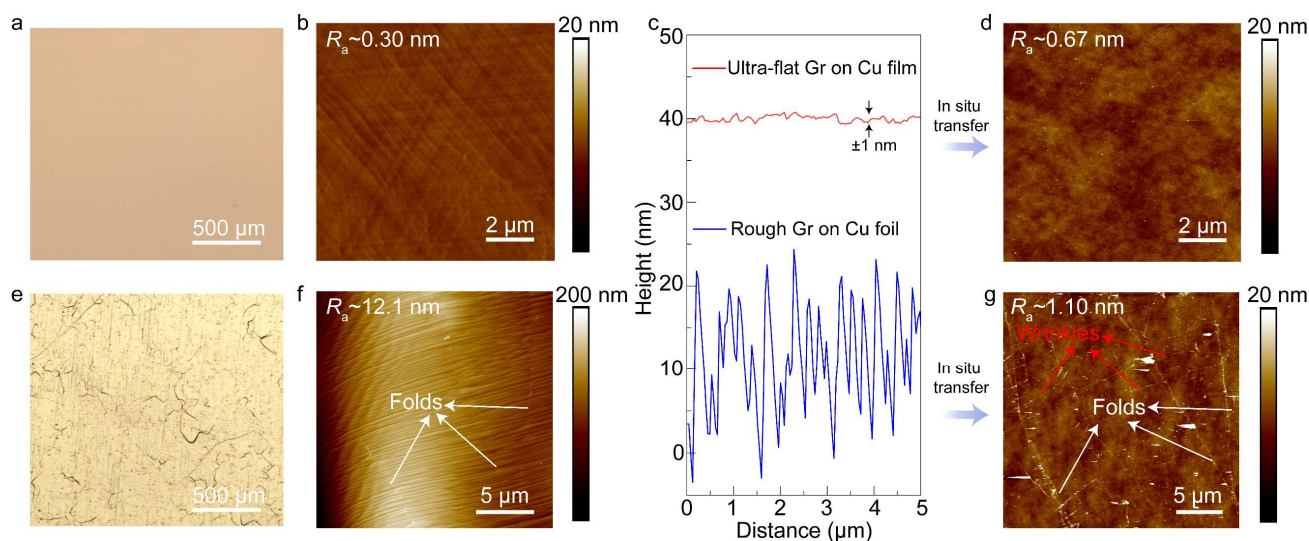 a
500 µm
b
Rₐ~0.30 nm
2 µm
20 nm
c
50
40
30
20
10
0
Height (nm)
Ultra-flat Gr on Cu film
±1 nm
Rough Gr on Cu foil
0 1 2 3 4 5
Distance (µm)
In situ
transfer
d
Rₐ~0.67 nm
2 µm
20 nm
e
500 µm
f
Rₐ~12.1 nm
Folds
5 µm
200 nm
In situ
transfer
g
Rₐ~1.10 nm
Wrinkles
Folds
5 µm
20 nm